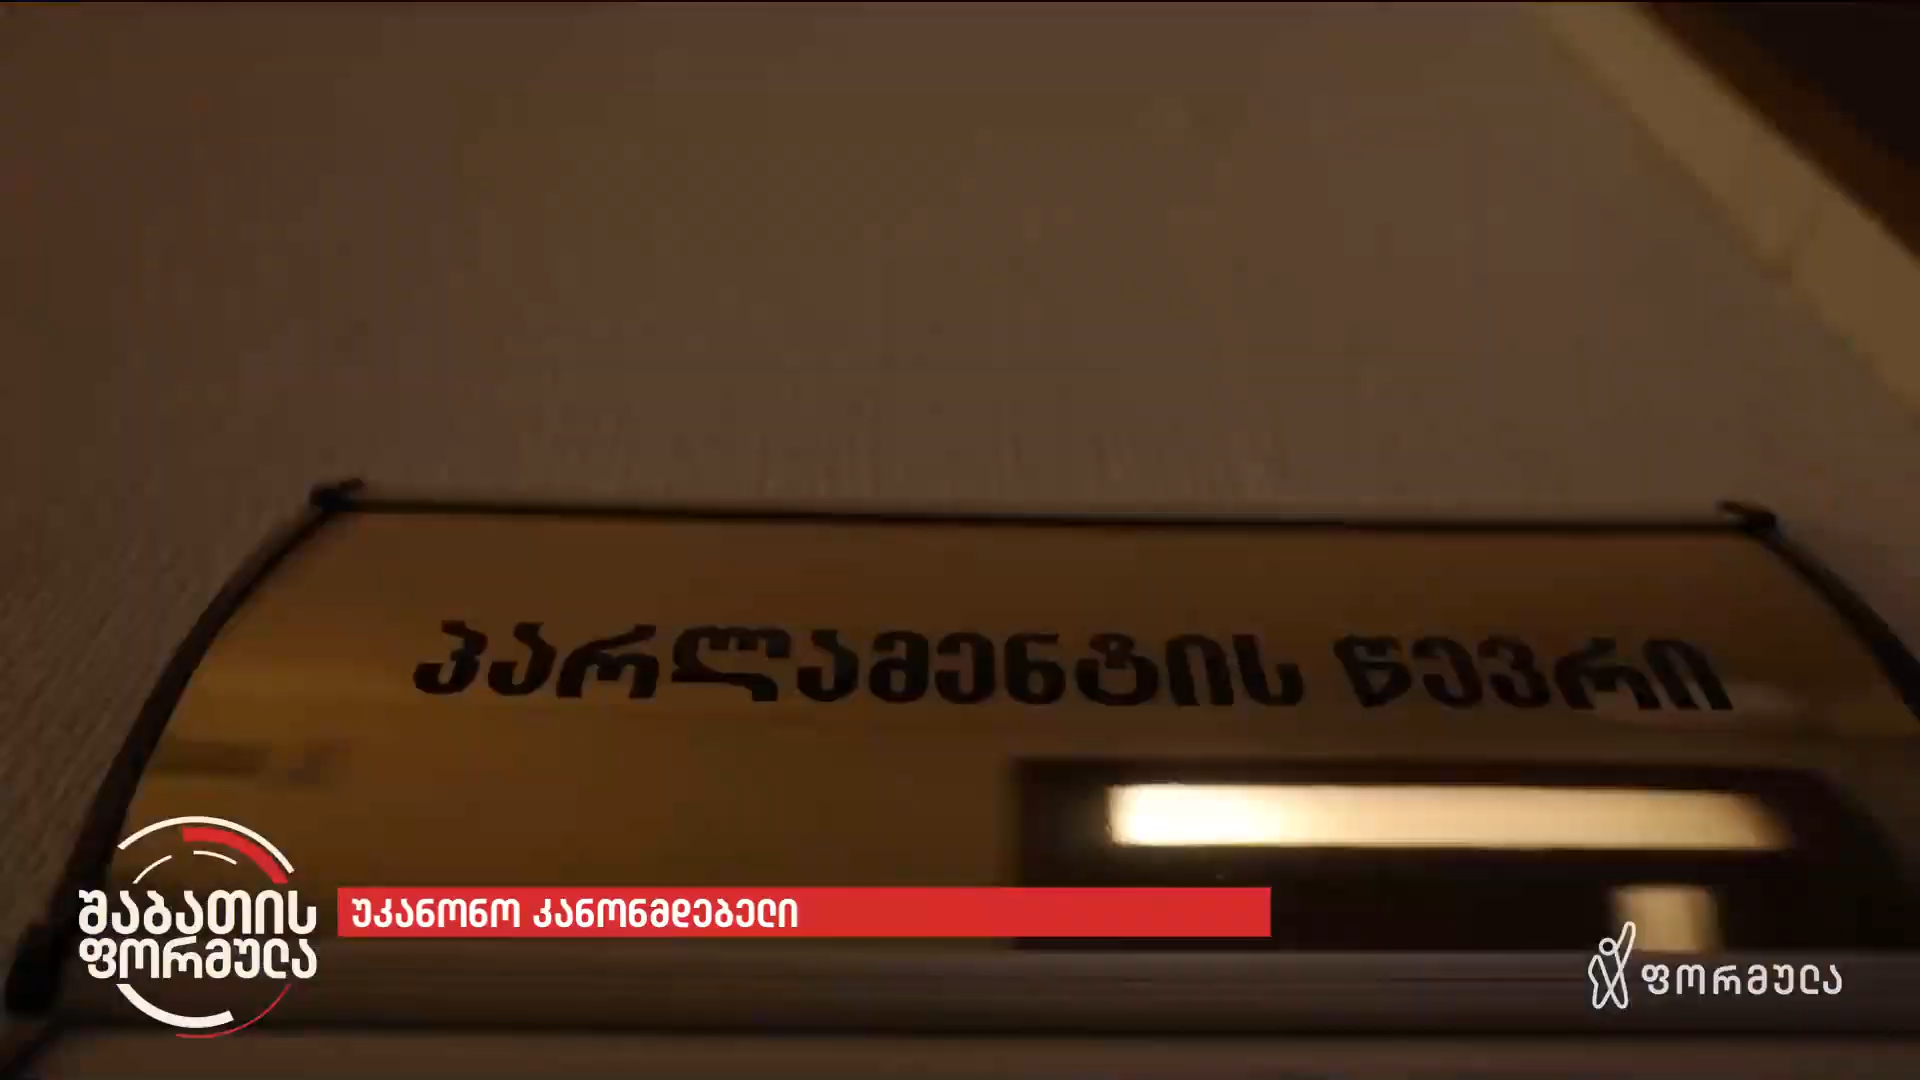 პარლამენტის წევრი
შაბათის
ფორმულა
უკანონო კანონმდებელი
ფორმულა